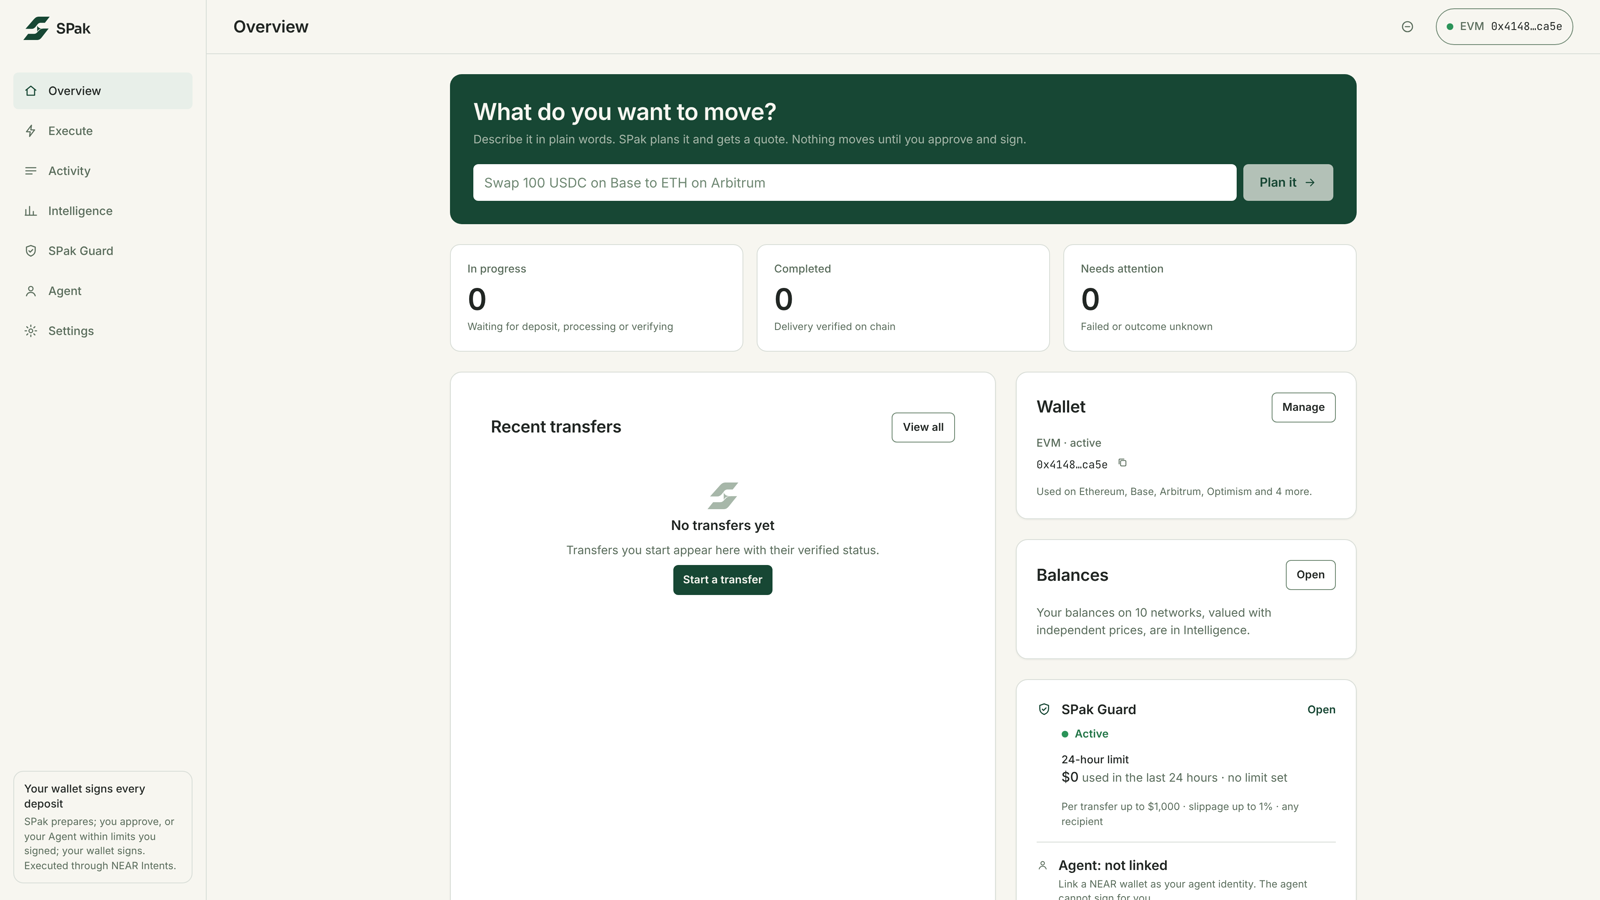 SPak
Overview
Execute
Activity
Intelligence
SPak Guard
Agent
Settings
Your wallet signs every
deposit
SPak prepares; you approve, or
your Agent within limits you
signed; your wallet signs.
Executed through NEAR Intents.
Overview
EVM 0x4148…ca5e
What do you want to move?
Describe it in plain words. SPak plans it and gets a quote. Nothing moves until you approve and sign.
Swap 100 USDC on Base to ETH on Arbitrum
Plan it →
In progress
0
Waiting for deposit, processing or verifying
Completed
0
Delivery verified on chain
Needs attention
0
Failed or outcome unknown
Recent transfers
View all
No transfers yet
Transfers you start appear here with their verified status.
Start a transfer
Wallet
Manage
EVM · active
0x4148…ca5e
Used on Ethereum, Base, Arbitrum, Optimism and 4 more.
Balances
Open
Your balances on 10 networks, valued with
independent prices, are in Intelligence.
SPak Guard
Open
Active
24-hour limit
$0 used in the last 24 hours · no limit set
Per transfer up to $1,000 · slippage up to 1% · any
recipient
Agent: not linked
Link a NEAR wallet as your agent identity. The agent
cannot sign for you